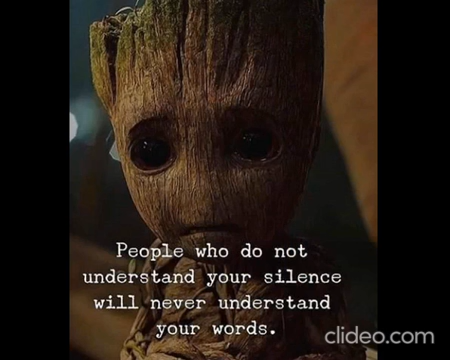 People who do not
understand your silence
will never understand
your words.
clideo.com